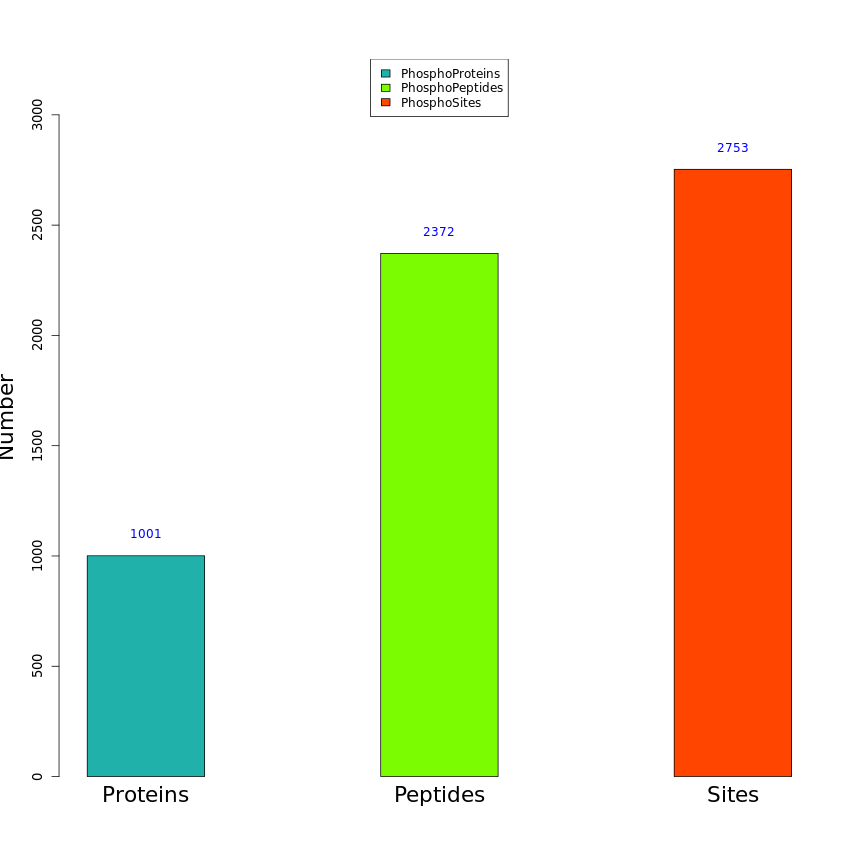 PhosphoProteins
PhosphoPeptides
PhosphoSites
Number
3000
2500
2000
1500
1000
500
0
1001
2372
2753
Proteins
Peptides
Sites